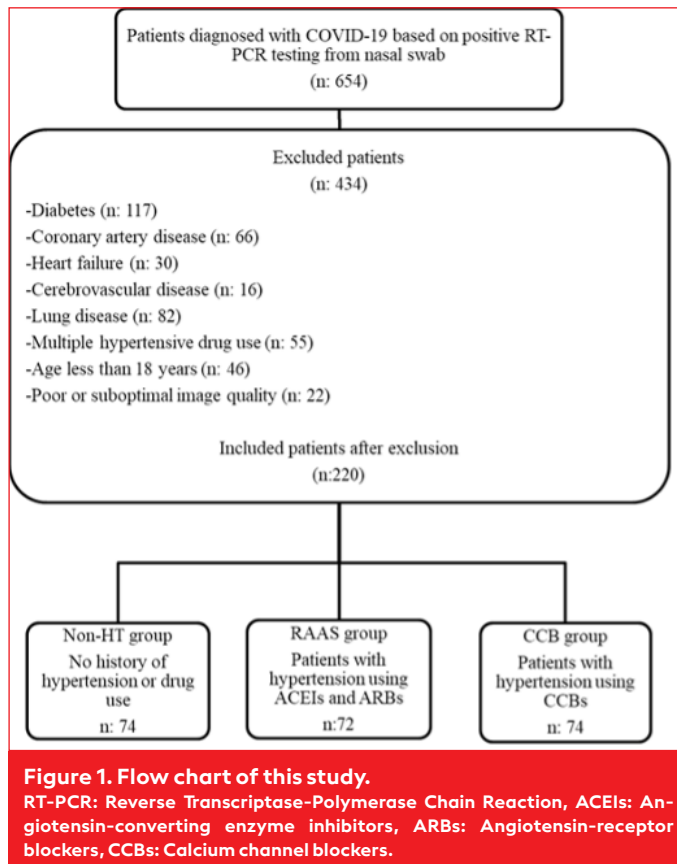 Patients diagnosed with COVID-19 based on positive RT-
PCR testing from nasal swab
(n: 654)
Excluded patients
(n: 434)
-Diabetes (n: 117)
-Coronary artery disease (n: 66)
-Heart failure (n: 30)
-Cerebrovascular disease (n: 16)
-Lung disease (n: 82)
-Multiple hypertensive drug use (n: 55)
-Age less than 18 years (n: 46)
-Poor or suboptimal image quality (n: 22)
Included patients after exclusion
(n:220)
Non-HT group
No history of
hypertension or drug
use
n: 74
RAAS group
Patients with
hypertension using
ACEIs and ARBs
n:72
CCB group
Patients with
hypertension using
CCBs
n: 74
Figure 1. Flow chart of this study.
RT-PCR: Reverse Transcriptase-Polymerase Chain Reaction, ACEIs: An-
giotensin-converting enzyme inhibitors, ARBs: Angiotensin-receptor
blockers, CCBs: Calcium channel blockers.